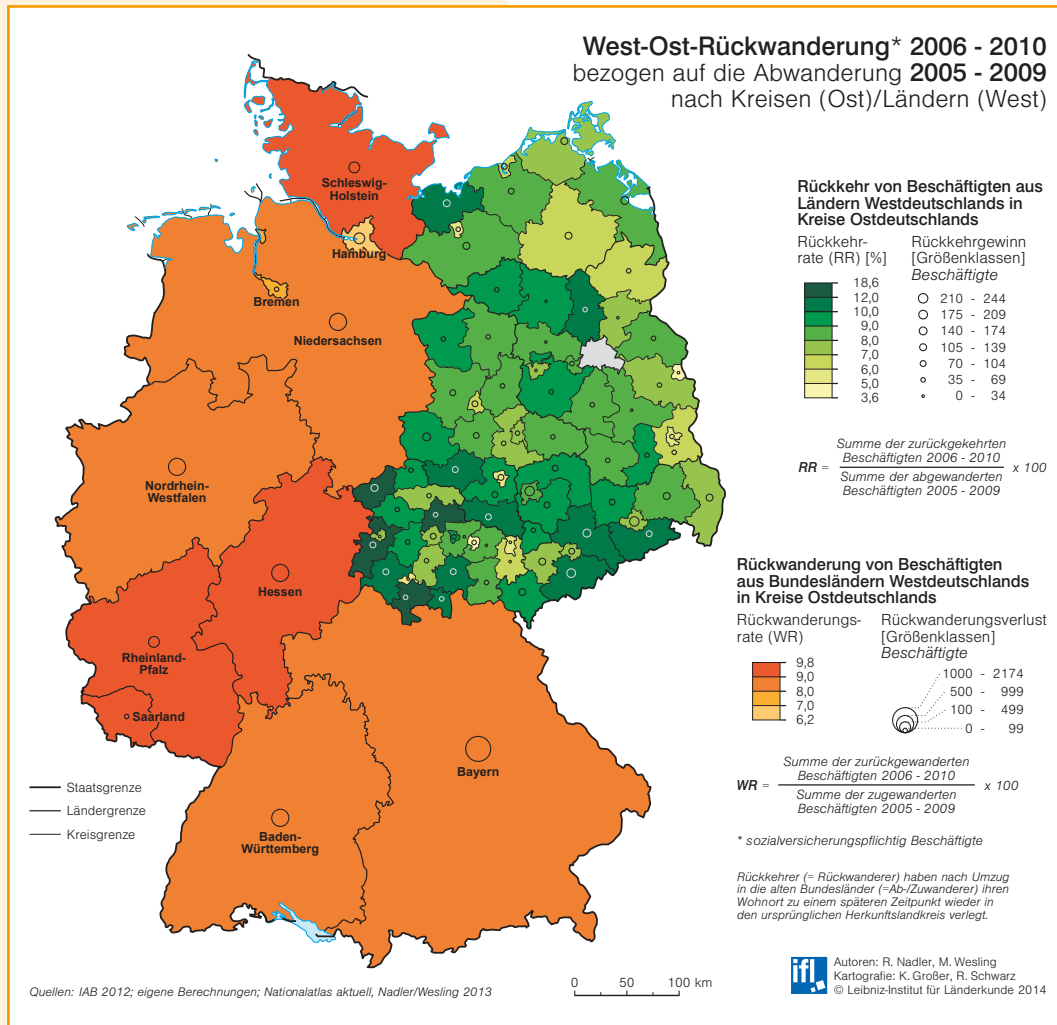 West-Ost-Rückwanderung* 2006 - 2010
bezogen auf die Abwanderung 2005 - 2009
nach Kreisen (Ost)/Ländern (West)
Schleswig-
Holstein
Hamburg
Bremen
Niedersachsen
Nordrhein-
Westfalen
Hessen
Rheinland-
Pfalz
Saarland
Bayern
Baden-
Württemberg
Rückkehr von Beschäftigten aus
Ländern Westdeutschlands in
Kreise Ostdeutschlands
Rückkehr-
rate (RR) [%]
18,6
12,0
10,0
9,0
8,0
7,0
6,0
5,0
3,6
Rückkehrgewinn
[Größenklassen]
Beschäftigte
210 - 244
175 - 209
140 - 174
105 - 139
70 - 104
35 - 69
0 - 34
Summe der zurückgekehrten
Beschäftigten 2006 - 2010
RR = x 100
Summe der abgewanderten
Beschäftigten 2005 - 2009
Rückwanderung von Beschäftigten
aus Bundesländern Westdeutschlands
in Kreise Ostdeutschlands
Rückwanderungs-
rate (WR)
9,8
9,0
8,0
7,0
6,2
Rückwanderungsverlust
[Größenklassen]
Beschäftigte
1000 - 2174
500 - 999
100 - 499
0 - 99
Summe der zurückgewanderten
Beschäftigten 2006 - 2010
WR = x 100
Summe der zugewanderten
Beschäftigten 2005 - 2009
* sozialversicherungspflichtig Beschäftigte
Rückkehrer (= Rückwanderer) haben nach Umzug
in die alten Bundesländer (=Ab-/Zuwanderer) ihren
Wohnort zu einem späteren Zeitpunkt wieder in
den ursprünglichen Herkunftslandkreis verlegt.
Staatsgrenze
Ländergrenze
Kreisgrenze
0 50 100 km
ifl
Autoren: R. Nadler, M. Wesling
Kartografie: K. Großer, R. Schwarz
© Leibniz-Institut für Länderkunde 2014
Quellen: IAB 2012; eigene Berechnungen; Nationalatlas aktuell, Nadler/Wesling 2013